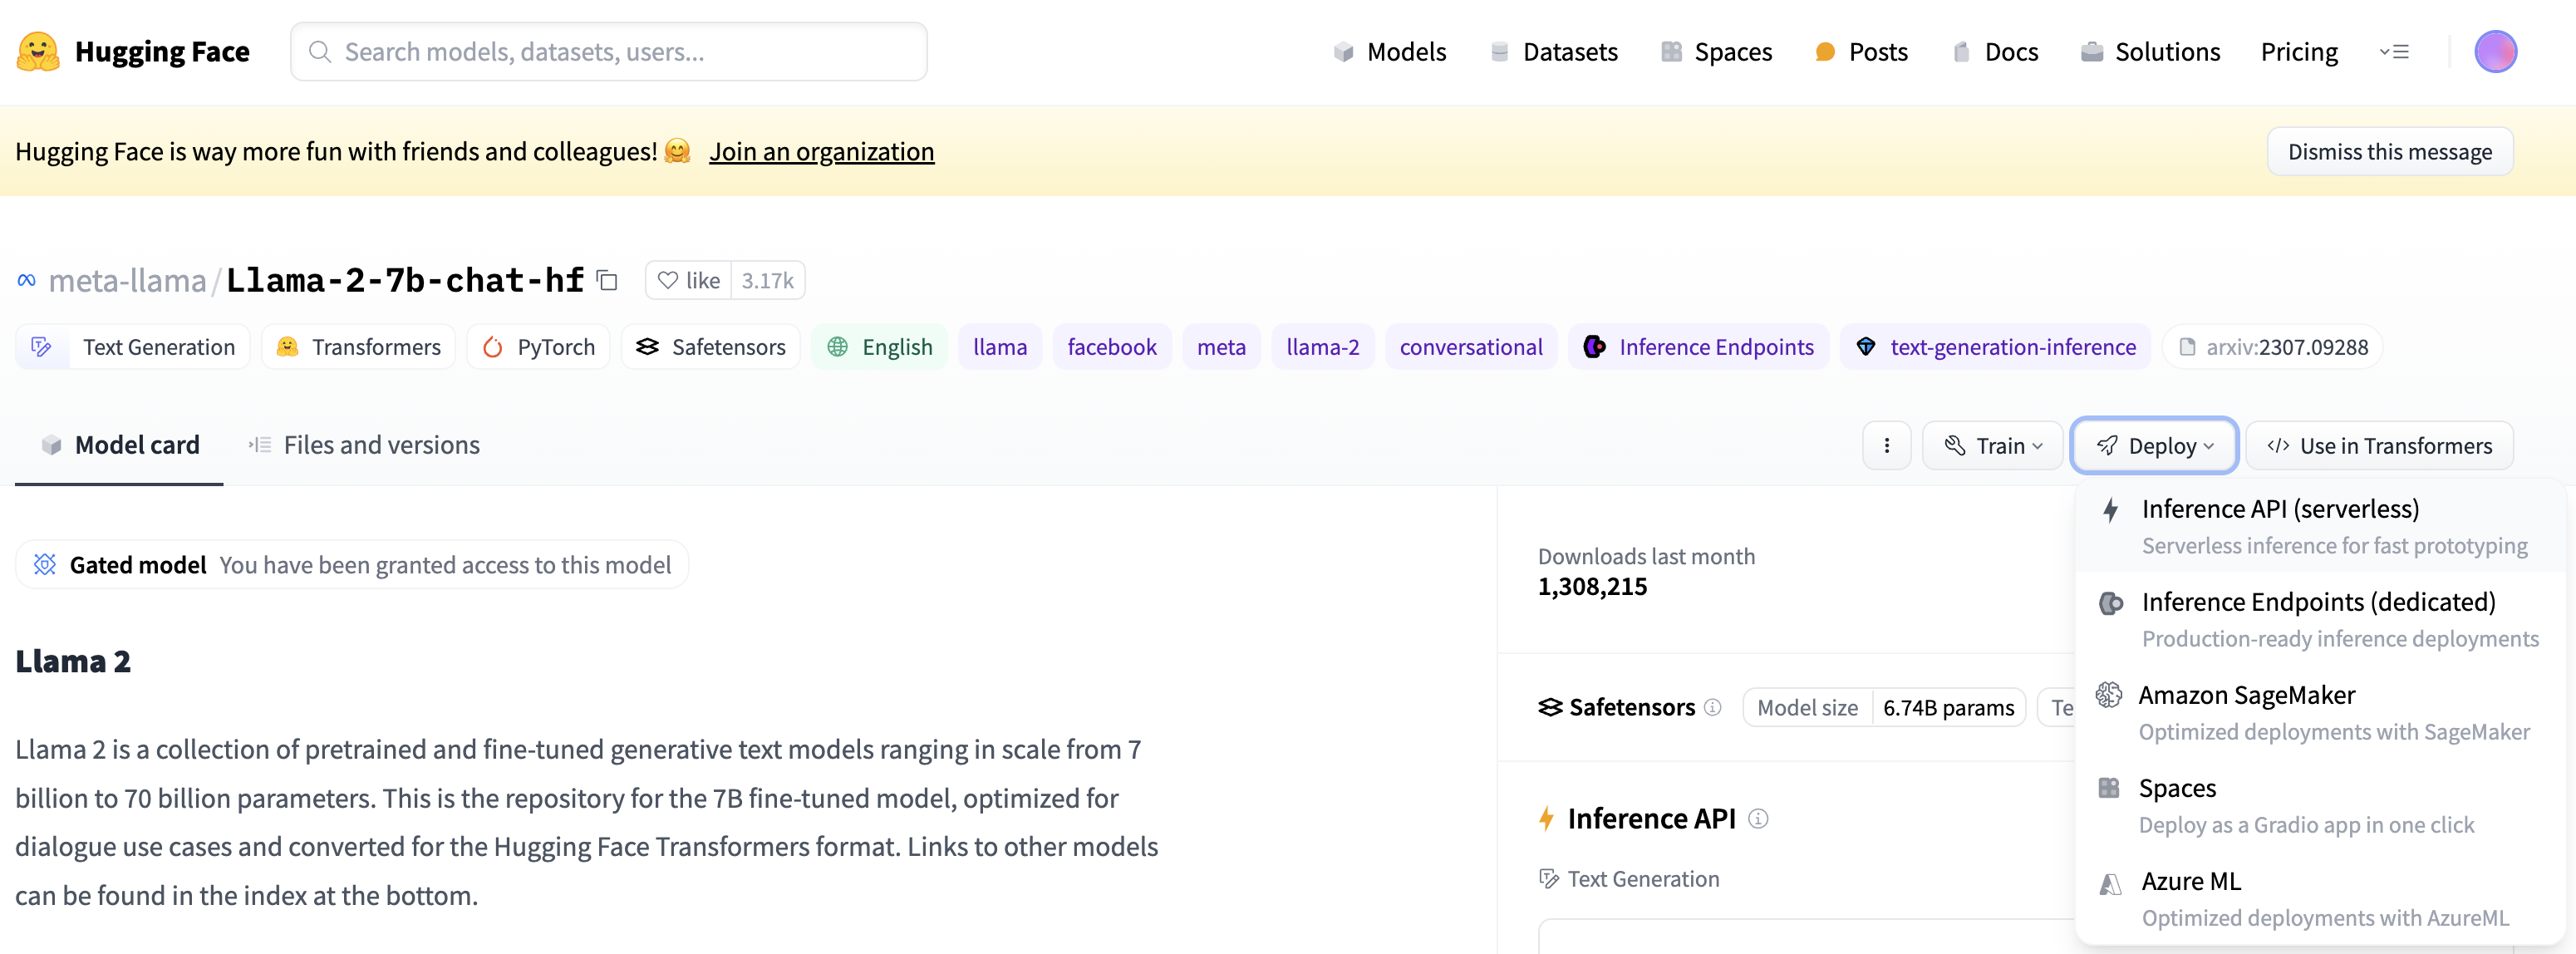 Hugging Face
Search models, datasets, users...
Models
Datasets
Spaces
Posts
Docs
Solutions
Pricing
Hugging Face is way more fun with friends and colleagues! 🤗 Join an organization
Dismiss this message
meta-llama/Llama-2-7b-chat-hf
like 3.17k
Text Generation
Transformers
PyTorch
Safetensors
English
llama
facebook
meta
llama-2
conversational
Inference Endpoints
text-generation-inference
arxiv:2307.09288
Model card
Files and versions
Train
Deploy
</> Use in Transformers
Inference API (serverless)
Serverless inference for fast prototyping
Inference Endpoints (dedicated)
Production-ready inference deployments
Amazon SageMaker
Optimized deployments with SageMaker
Spaces
Deploy as a Gradio app in one click
Azure ML
Optimized deployments with AzureML
Gated model You have been granted access to this model
Llama 2
Llama 2 is a collection of pretrained and fine-tuned generative text models ranging in scale from 7
billion to 70 billion parameters. This is the repository for the 7B fine-tuned model, optimized for
dialogue use cases and converted for the Hugging Face Transformers format. Links to other models
can be found in the index at the bottom.
Downloads last month
1,308,215
Safetensors
Model size 6.74B params
Te
Inference API
Text Generation